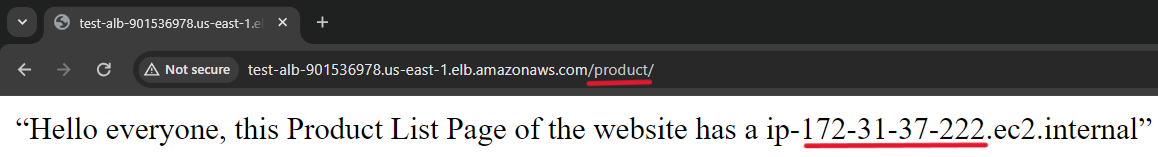 test-alb-901536978.us-east-1.el
Not secure test-alb-901536978.us-east-1.elb.amazonaws.com/product/
“Hello everyone, this Product List Page of the website has a ip-172-31-37-222.ec2.internal”